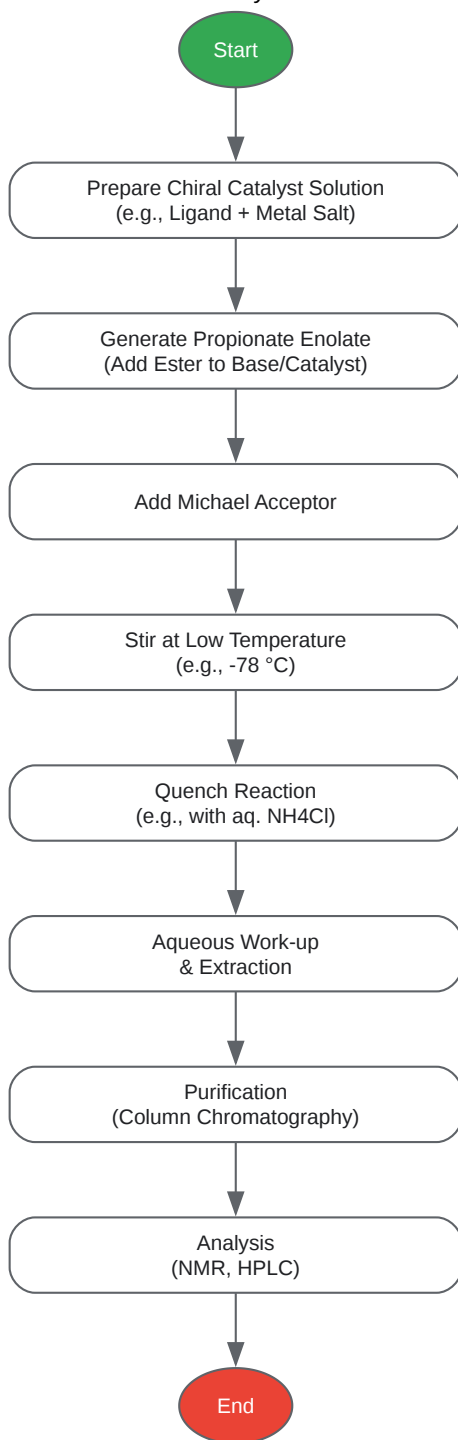 Start
Prepare Chiral Catalyst Solution
(e.g., Ligand + Metal Salt)
Generate Propionate Enolate
(Add Ester to Base/Catalyst)
Add Michael Acceptor
Stir at Low Temperature
(e.g., -78 °C)
Quench Reaction
(e.g., with aq. NH4Cl)
Aqueous Work-up
& Extraction
Purification
(Column Chromatography)
Analysis
(NMR, HPLC)
End